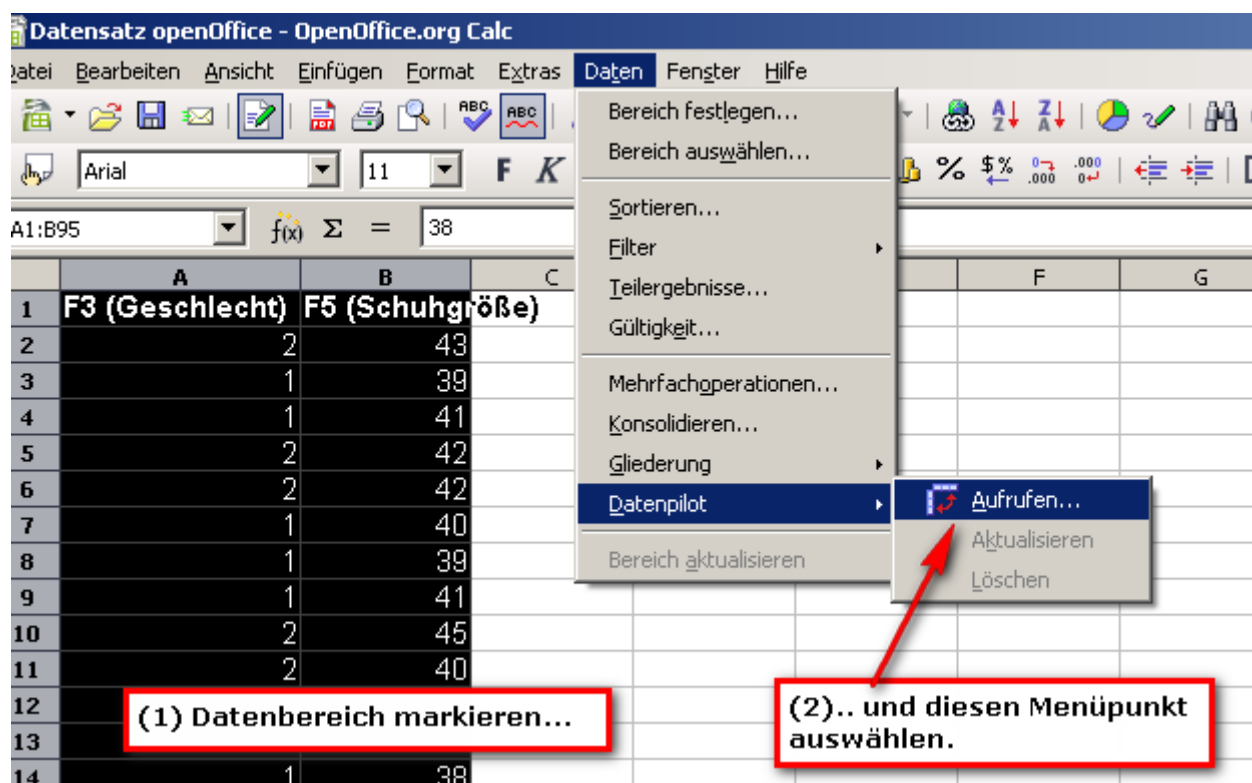 Datensatz openOffice - OpenOffice.org Calc
Datei Bearbeiten Ansicht Einfügen Format Extras Daten Fenster Hilfe
Arial 11 F K
A1:B95 f(x) Σ = 38
A B C F G
1 F3 (Geschlecht) F5 (Schuhgröße)
2 2 43
3 1 39
4 1 41
5 2 42
6 2 42
7 1 40
8 1 39
9 1 41
10 2 45
11 2 40
12
13
14 1 38
Bereich festlegen...
Bereich auswählen...
Sortieren...
Filter
Teilergebnisse...
Gültigkeit...
Mehrfachoperationen...
Konsolidieren...
Gliederung
Datenpilot
Bereich aktualisieren
Aufrufen...
Aktualisieren
Löschen
(1) Datenbereich markieren...
(2).. und diesen Menüpunkt
auswählen.